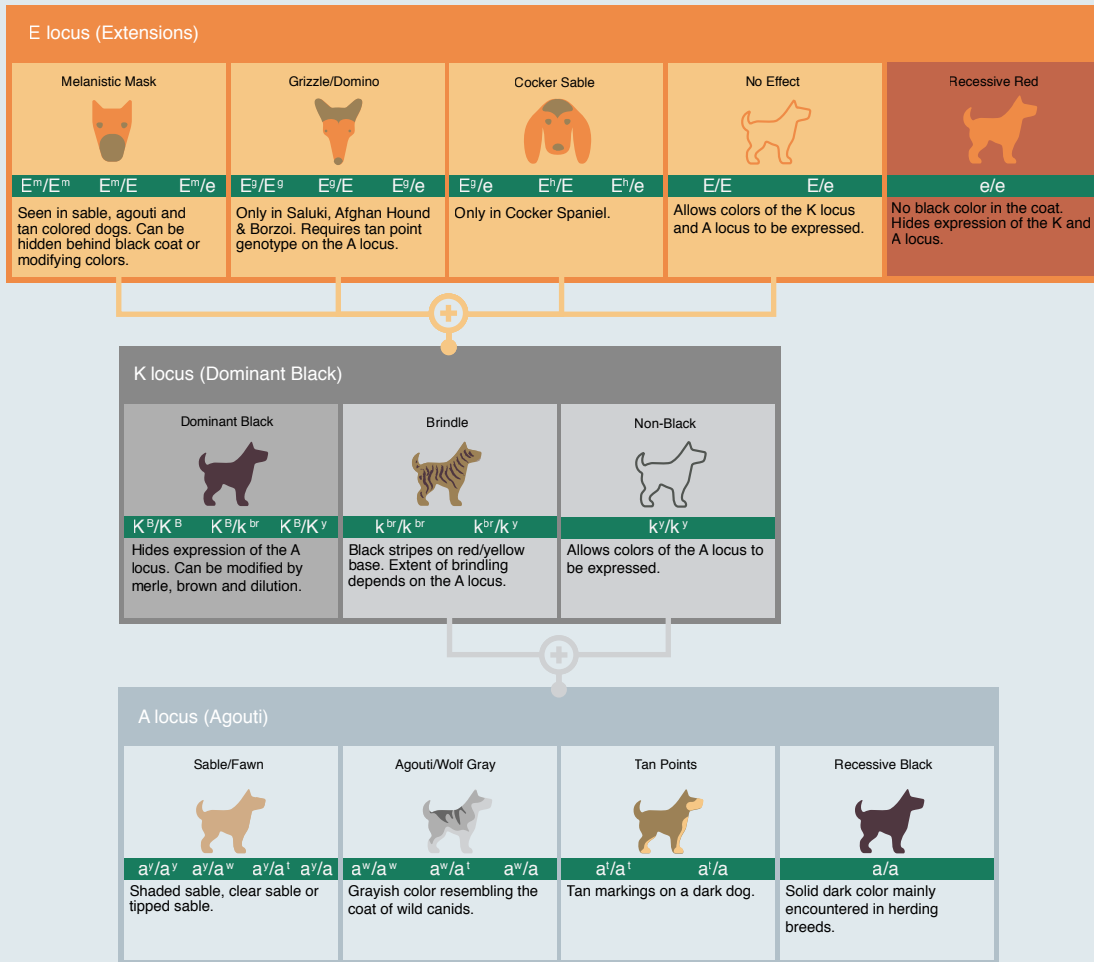 E locus (Extensions)
Melanistic Mask
Grizzle/Domino
Cocker Sable
No Effect
Recessive Red
Eᵐ/Eᵐ Eᵐ/E Eᵐ/e
Eᵍ/Eᵍ Eᵍ/E Eᵍ/e
Eᵍ/e Eʰ/E Eʰ/e
E/E E/e
e/e
Seen in sable, agouti and
tan colored dogs. Can be
hidden behind black coat or
modifying colors.
Only in Saluki, Afghan Hound
& Borzoi. Requires tan point
genotype on the A locus.
Only in Cocker Spaniel.
Allows colors of the K locus
and A locus to be expressed.
No black color in the coat.
Hides expression of the K and
A locus.
K locus (Dominant Black)
Dominant Black
Brindle
Non-Black
Kᴮ/Kᴮ Kᴮ/kᵇʳ Kᴮ/Kʸ
kᵇʳ/kᵇʳ kᵇʳ/kʸ
kʸ/kʸ
Hides expression of the A
locus. Can be modified by
merle, brown and dilution.
Black stripes on red/yellow
base. Extent of brindling
depends on the A locus.
Allows colors of the A locus to
be expressed.
A locus (Agouti)
Sable/Fawn
Agouti/Wolf Gray
Tan Points
Recessive Black
aʸ/aʸ aʸ/aʷ aʸ/aᵗ aʸ/a
aʷ/aʷ aʷ/aᵗ aʷ/a
aᵗ/aᵗ aᵗ/a
a/a
Shaded sable, clear sable or
tipped sable.
Grayish color resembling the
coat of wild canids.
Tan markings on a dark dog.
Solid dark color mainly
encountered in herding
breeds.